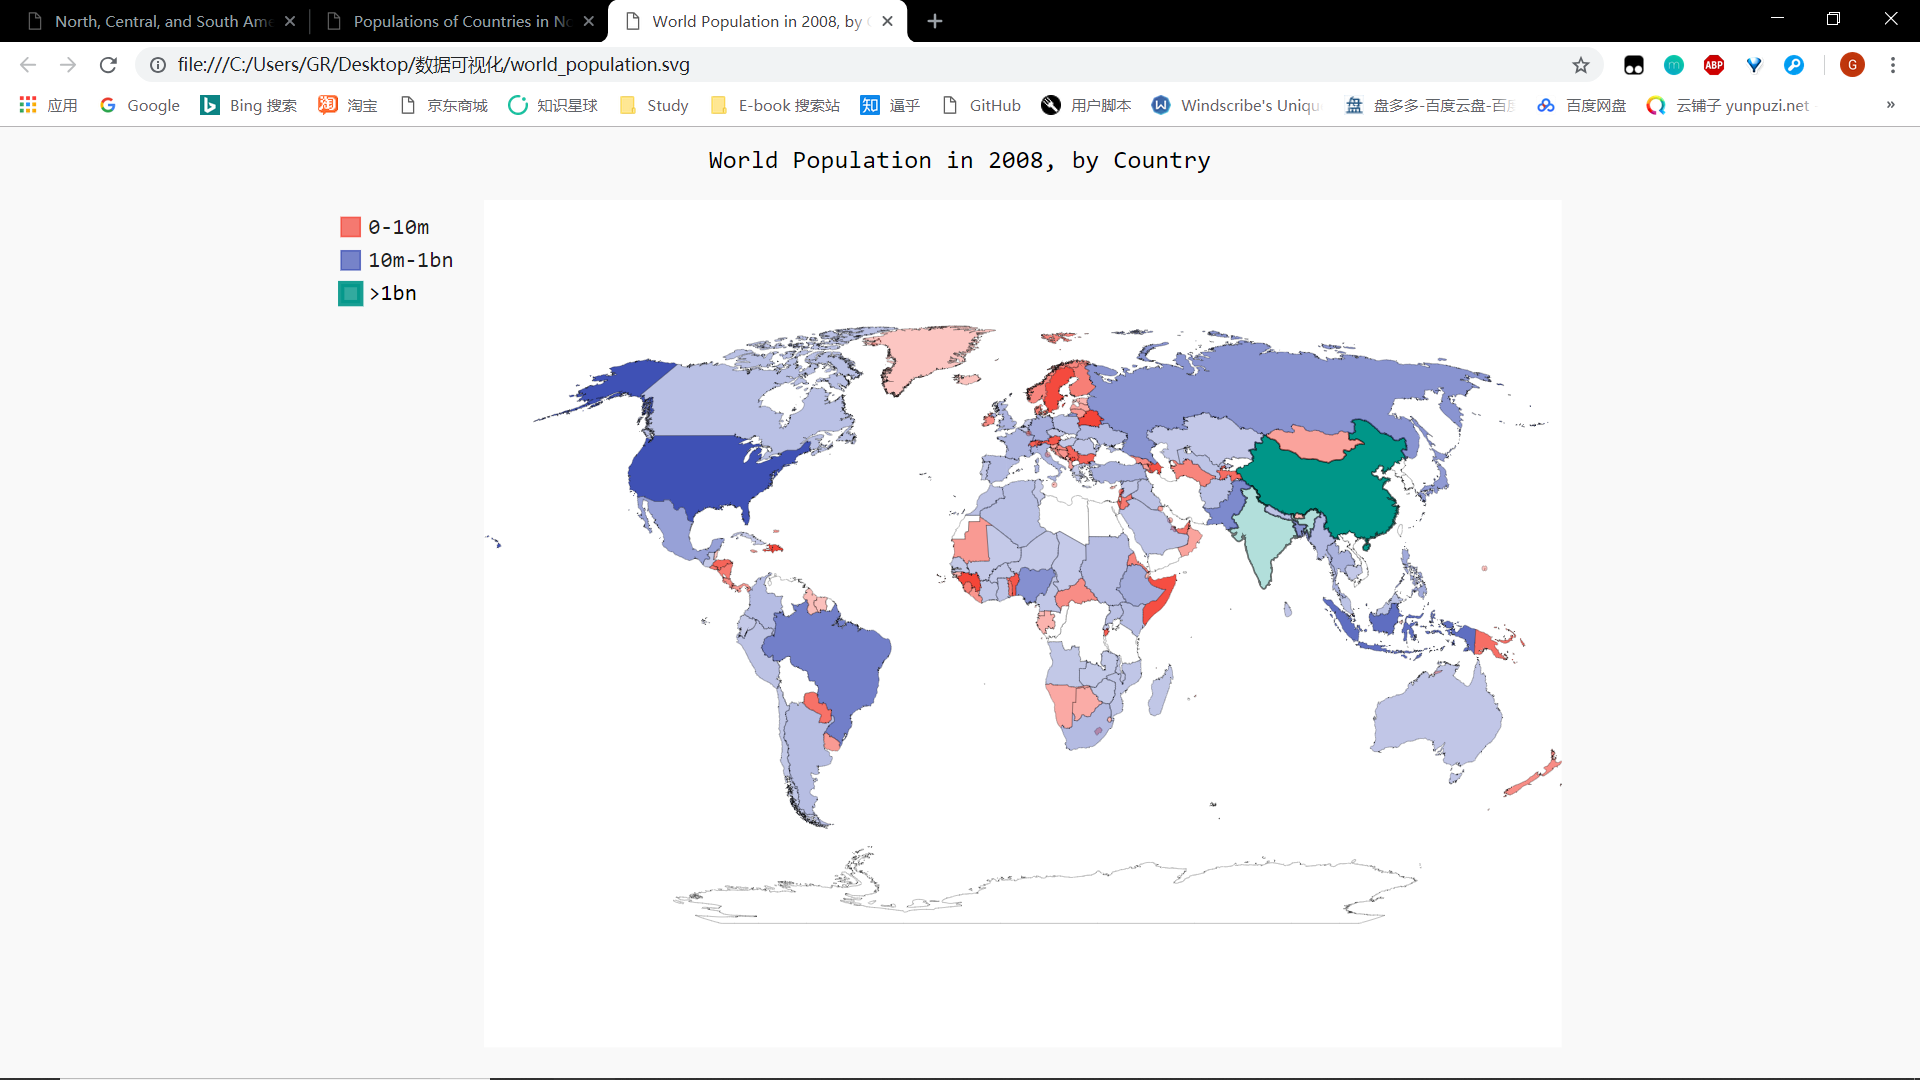 North, Central, and South Ame
Populations of Countries in No
World Population in 2008, by
file:///C:/Users/GR/Desktop/数据可视化/world_population.svg
ABP
G
应用
Google
Bing 搜索
淘宝
京东商城
知识星球
Study
E-book 搜索站
知
逼乎
GitHub
用户脚本
Windscribe's Uniqu
盘多多-百度云盘-百度
百度网盘
云铺子 yunpuzi.net
World Population in 2008, by Country
0-10m
10m-1bn
>1bn